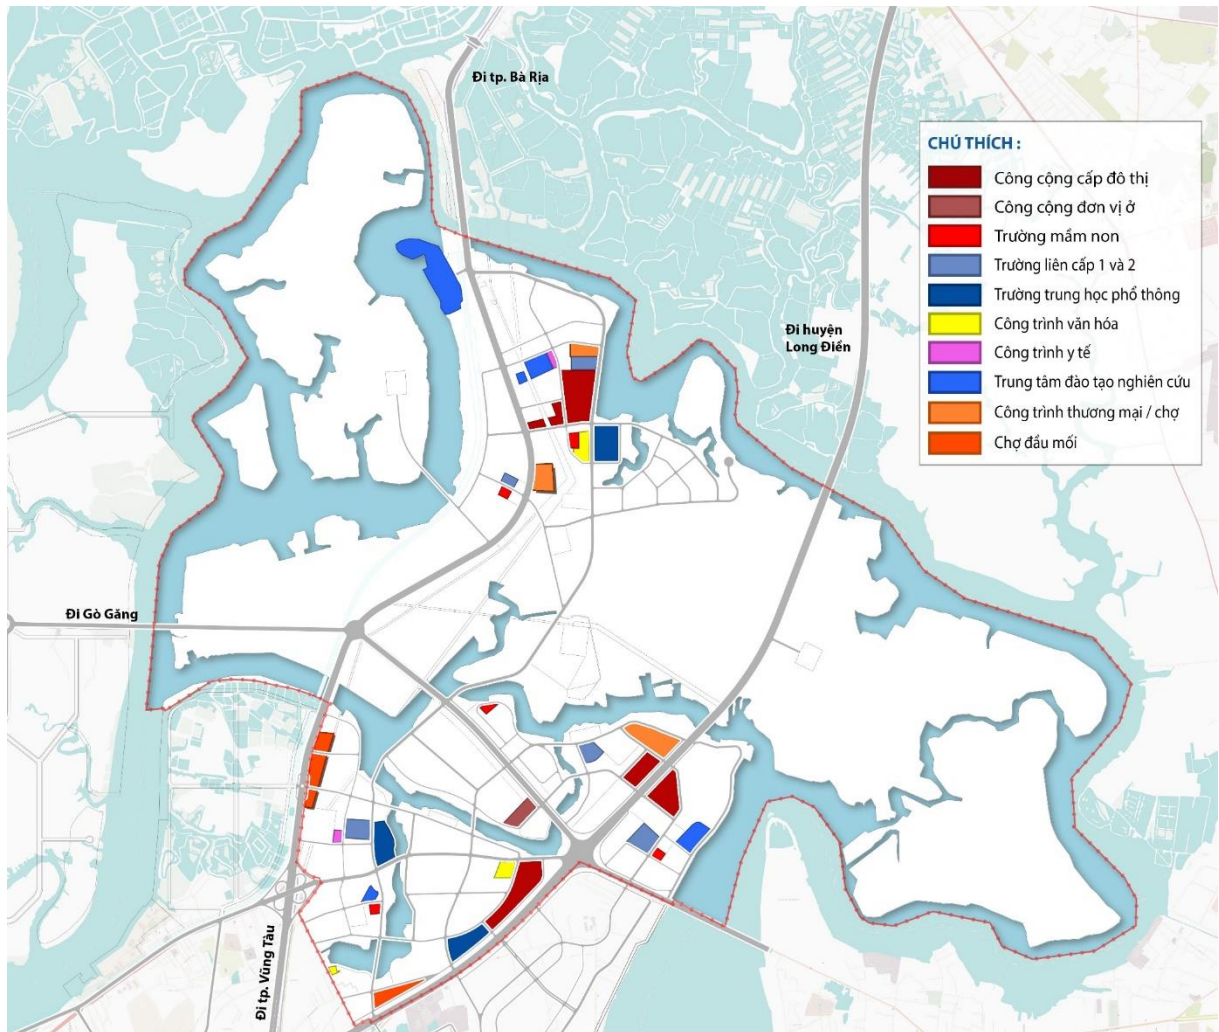 Đi tp. Bà Rịa
CHÚ THÍCH :
Công cộng cấp đô thị
Công cộng đơn vị ở
Trường mầm non
Trường liên cấp 1 và 2
Trường trung học phổ thông
Công trình văn hóa
Công trình y tế
Trung tâm đào tạo nghiên cứu
Công trình thương mại / chợ
Chợ đầu mối
Đi huyện
Long Điền
Đi Gò Găng
Đi tp. Vũng Tàu